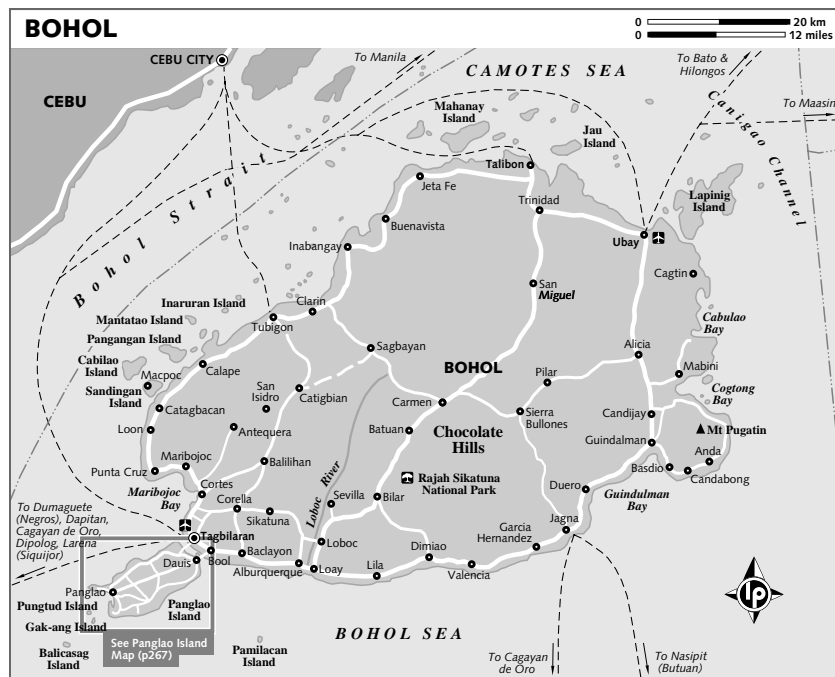 BOHOL
0 20 km
0 12 miles
CEBU CITY
To Manila
CAMOTES SEA
To Bato &
Hilongos
CEBU
Mahanay
Island
To Maasin
Canigao Channel
Jau
Island
Bohol Strait
Talibon
Jeta Fe
Trinidad
Lapinig
Island
Buenavista
Ubay
Inabangay
Cagtin
San
Miguel
Inaruran Island
Clarin
Mantatao Island
Tubigon
Cabulao
Bay
Pangangan Island
Sagbayan
Alicia
Cabilao
Island
Calape
BOHOL
Mabini
Macpoc
San
Isidro
Pilar
Cogtong
Bay
Sandingan
Island
Catigbian
Carmen
Catagbacan
Sierra
Bullones
Candijay
Loon
Antequera
Batuan
Chocolate
Hills
Mt Pugatin
Guindalman
Maribojoc
Balilihan
Anda
Punta Cruz
Loboc River
Rajah Sikatuna
National Park
Basdio
Candabong
Cortes
Sevilla
Bilar
Duero
Guindulman
Bay
Maribojoc
Bay
Corella
Sikatuna
To Dumaguete
(Negros), Dapitan,
Cagayan de Oro,
Dipolog, Larena
(Siquijor)
Jagna
Garcia
Hernandez
Tagbilaran
Loboc
Dimiao
Dauis
Bool
Baclayon
Alburquerque
Loay
Lila
Valencia
Panglao
Pungtud Island
Panglao
Island
lp
Gak-ang Island
BOHOL SEA
See Panglao Island
Map (p267)
Balicasag
Island
Pamilacan
Island
To Cagayan
de Oro
To Nasipit
(Butuan)